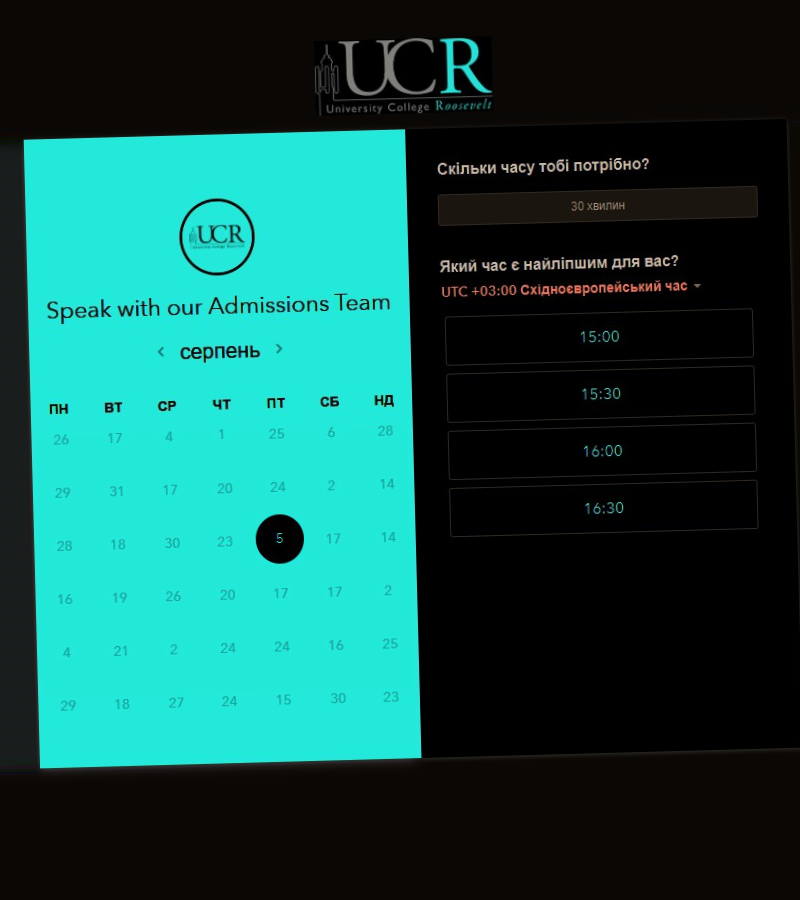 UCR
University College Roosevelt
UCR
Speak with our Admissions Team
серпень
ПН ВТ СР ЧТ ПТ СБ НД
26 17 4 1 25 6 28
29 31 17 20 24 2 14
28 18 30 23 5 17 14
16 19 26 20 17 17 2
4 21 2 24 24 16 25
29 18 27 24 15 30 23
Скільки часу тобі потрібно?
30 хвилин
Який час є найліпшим для вас?
UTC +03:00 Східноєвропейський час
15:00
15:30
16:00
16:30